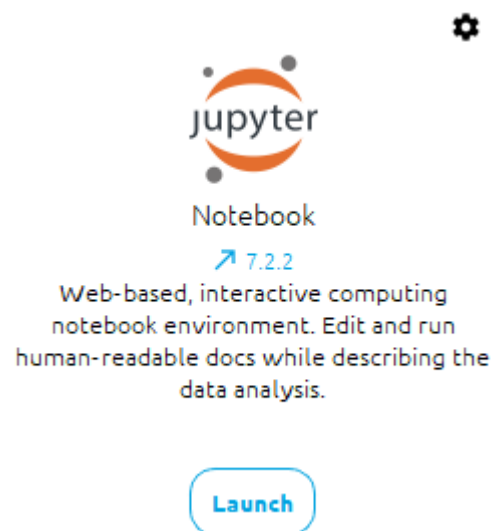 jupyter
Notebook
7.2.2
Web-based, interactive computing
notebook environment. Edit and run
human-readable docs while describing the
data analysis.
Launch